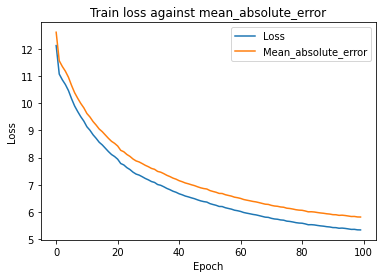 Train loss against mean_absolute_error
Loss
Mean_absolute_error
12
11
10
9
8
7
6
5
Loss
0
20
40
60
80
100
Epoch